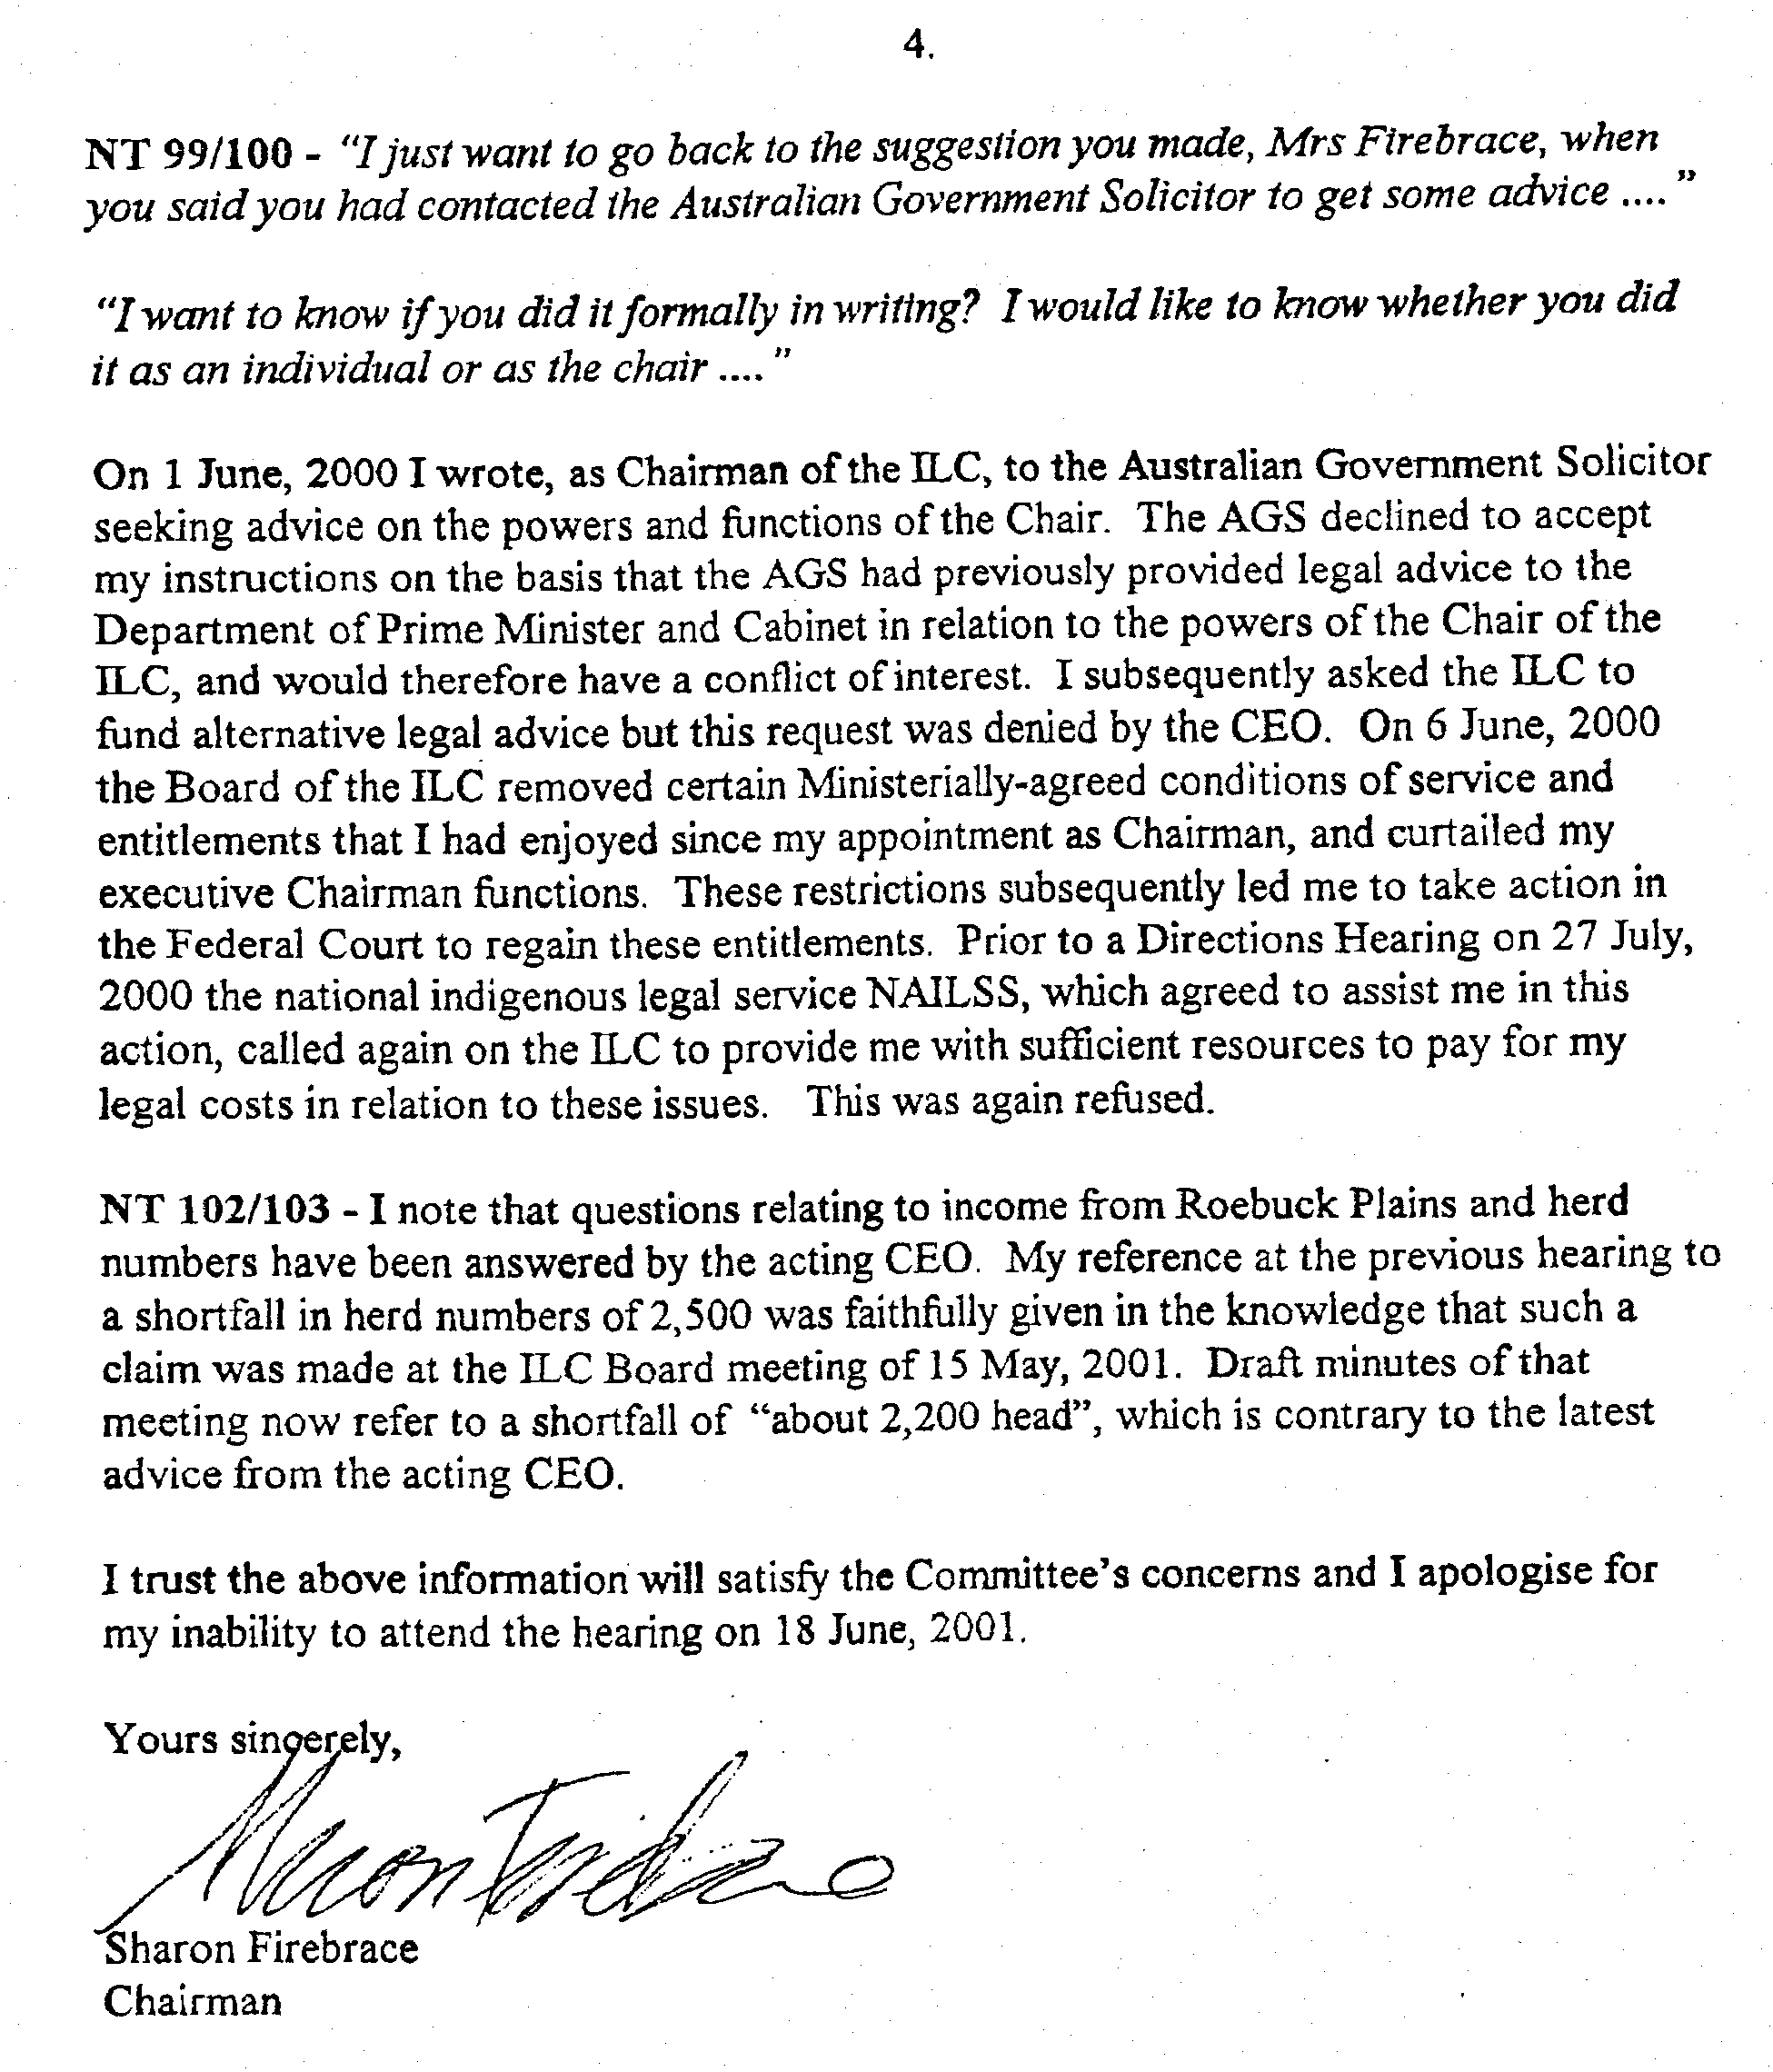 4.
NT 99/100 - "I just want to go back to the suggestion you made, Mrs Firebrace, when
you said you had contacted the Australian Government Solicitor to get some advice .... "
"I want to know if you did it formally in writing? I would like to know whether you did
it as an individual or as the chair .... "
On 1 June, 2000 I wrote, as Chairman of the ILC, to the Australian Government Solicitor
seeking advice on the powers and functions of the Chair. The AGS declined to accept
my instructions on the basis that the AGS had previously provided legal advice to the
Department of Prime Minister and Cabinet in relation to the powers of the Chair of the
ILC, and would therefore have a conflict of interest. I subsequently asked the ILC to
fund alternative legal advice but this request was denied by the CEO. On 6 June, 2000
the Board of the ILC removed certain Ministerially-agreed conditions of service and
entitlements that I had enjoyed since my appointment as Chairman, and curtailed my
executive Chairman functions. These restrictions subsequently led me to take action in
the Federal Court to regain these entitlements. Prior to a Directions Hearing on 27 July,
2000 the national indigenous legal service NAILSS, which agreed to assist me in this
action, called again on the ILC to provide me with sufficient resources to pay for my
legal costs in relation to these issues. This was again refused.
NT 102/103 - I note that questions relating to income from Roebuck Plains and herd
numbers have been answered by the acting CEO. My reference at the previous hearing to
a shortfall in herd numbers of 2,500 was faithfully given in the knowledge that such a
claim was made at the ILC Board meeting of 15 May, 2001. Draft minutes of that
meeting now refer to a shortfall of "about 2,200 head", which is contrary to the latest
advice from the acting CEO.
I trust the above information will satisfy the Committee's concerns and I apologise for
my inability to attend the hearing on 18 June, 2001.
Yours sincerely,
Sharon Firebrace
Sharon Firebrace
Chairman